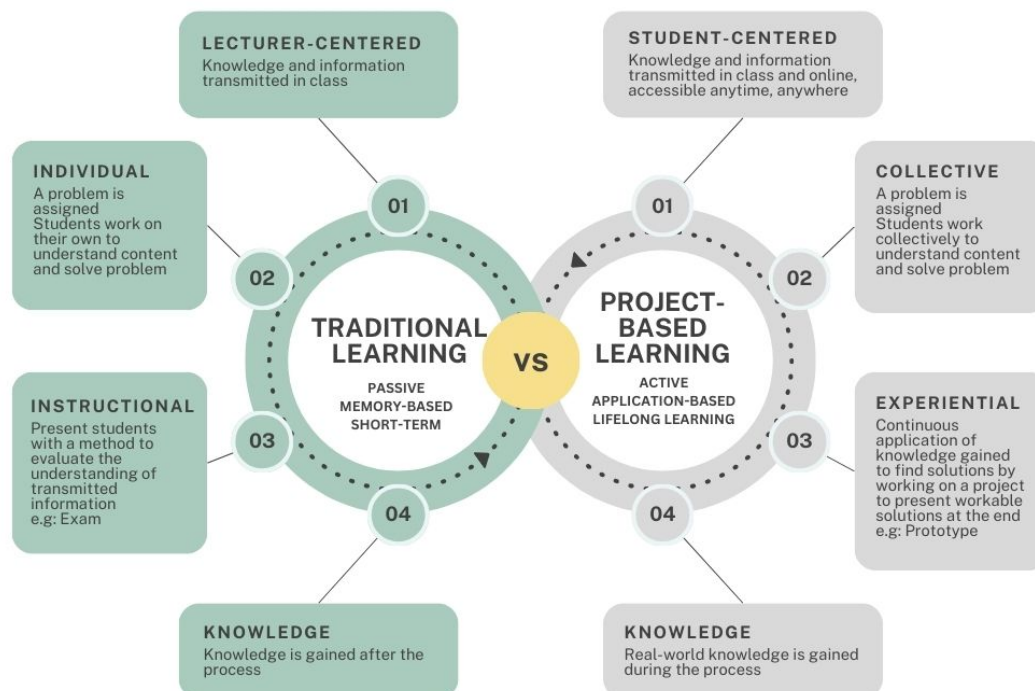 LECTURER-CENTERED
Knowledge and information
transmitted in class
STUDENT-CENTERED
Knowledge and information
transmitted in class and online,
accessible anytime, anywhere
INDIVIDUAL
A problem is
assigned
Students work on
their own to
understand content
and solve problem
COLLECTIVE
A problem is
assigned
Students work
collectively to
understand content
and solve problem
01
02
03
04
01
02
03
04
TRADITIONAL
LEARNING
PASSIVE
MEMORY-BASED
SHORT-TERM
VS
PROJECT-
BASED
LEARNING
ACTIVE
APPLICATION-BASED
LIFELONG LEARNING
INSTRUCTIONAL
Present students
with a method to
evaluate the
understanding of
transmitted
information
e.g: Exam
EXPERIENTIAL
Continuous
application of
knowledge gained
to find solutions by
working on a project
to present workable
solutions at the end
e.g: Prototype
KNOWLEDGE
Knowledge is gained after the
process
KNOWLEDGE
Real-world knowledge is gained
during the process